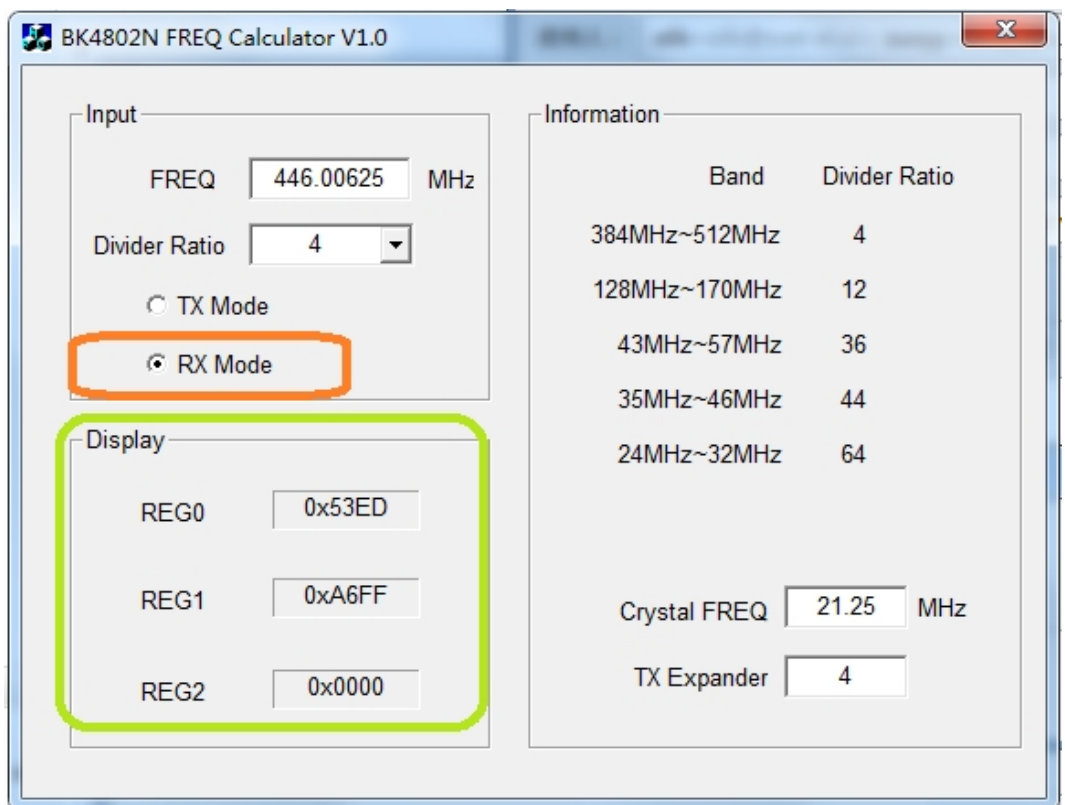 BK4802N FREQ Calculator V1.0
Input
FREQ 446.00625 MHz
Divider Ratio 4
TX Mode
RX Mode
Display
REG0 0x53ED
REG1 0xA6FF
REG2 0x0000
Information
Band Divider Ratio
384MHz~512MHz 4
128MHz~170MHz 12
43MHz~57MHz 36
35MHz~46MHz 44
24MHz~32MHz 64
Crystal FREQ 21.25 MHz
TX Expander 4